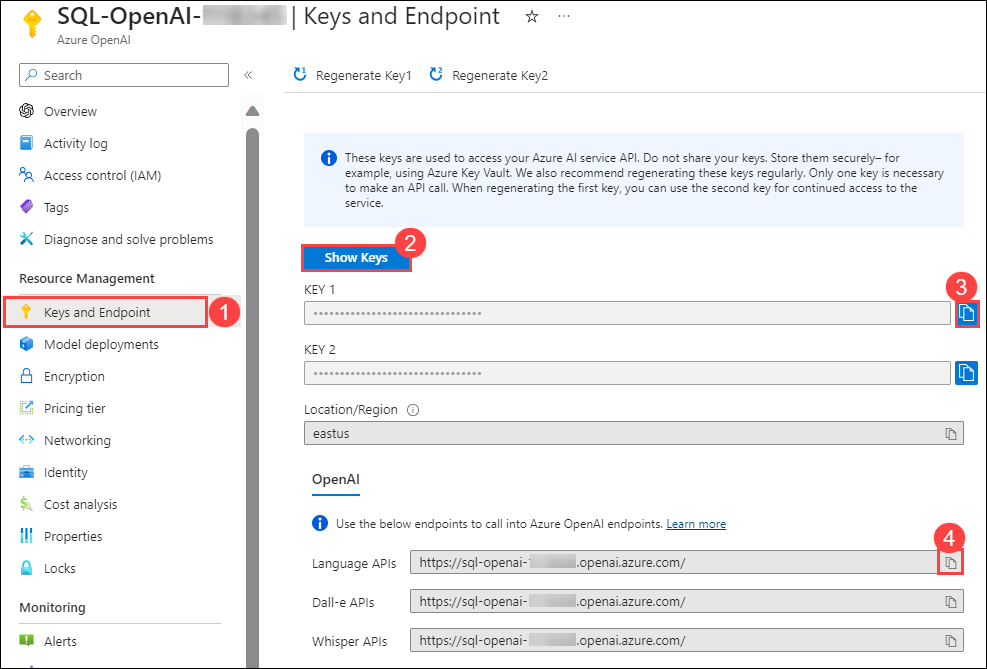 SQL-OpenAI- | Keys and Endpoint
Azure OpenAI
Search
Regenerate Key1
Regenerate Key2
Overview
Activity log
Access control (IAM)
Tags
Diagnose and solve problems
Resource Management
Keys and Endpoint
1
Model deployments
Encryption
Pricing tier
Networking
Identity
Cost analysis
Properties
Locks
Monitoring
Alerts
These keys are used to access your Azure AI service API. Do not share your keys. Store them securely– for
example, using Azure Key Vault. We also recommend regenerating these keys regularly. Only one key is necessary
to make an API call. When regenerating the first key, you can use the second key for continued access to the
service.
2
Show Keys
KEY 1
3
KEY 2
Location/Region
eastus
OpenAI
Use the below endpoints to call into Azure OpenAI endpoints. Learn more
4
Language APIs https://sql-openai- .openai.azure.com/
Dall-e APIs https://sql-openai- .openai.azure.com/
Whisper APIs https://sql-openai- .openai.azure.com/